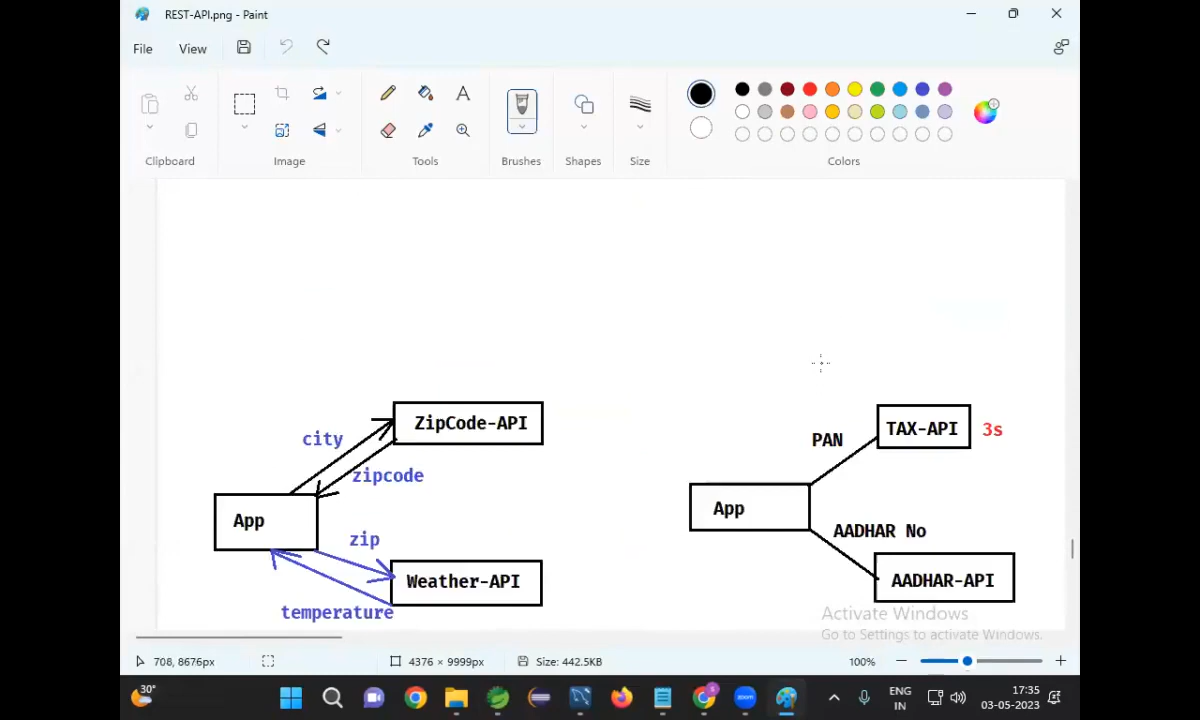 REST-API.png - Paint
File View
Clipboard Image Tools Brushes Shapes Size Colors
ZipCode-API
city
zipcode
App
zip
Weather-API
temperature
TAX-API 3s
PAN
App
AADHAR No
AADHAR-API
Activate Windows
Go to Settings to activate Windows.
708, 8676px 4376 × 9999px Size: 442.5KB 100%
30°
zoom
ENG
IN
17:35
03-05-2023